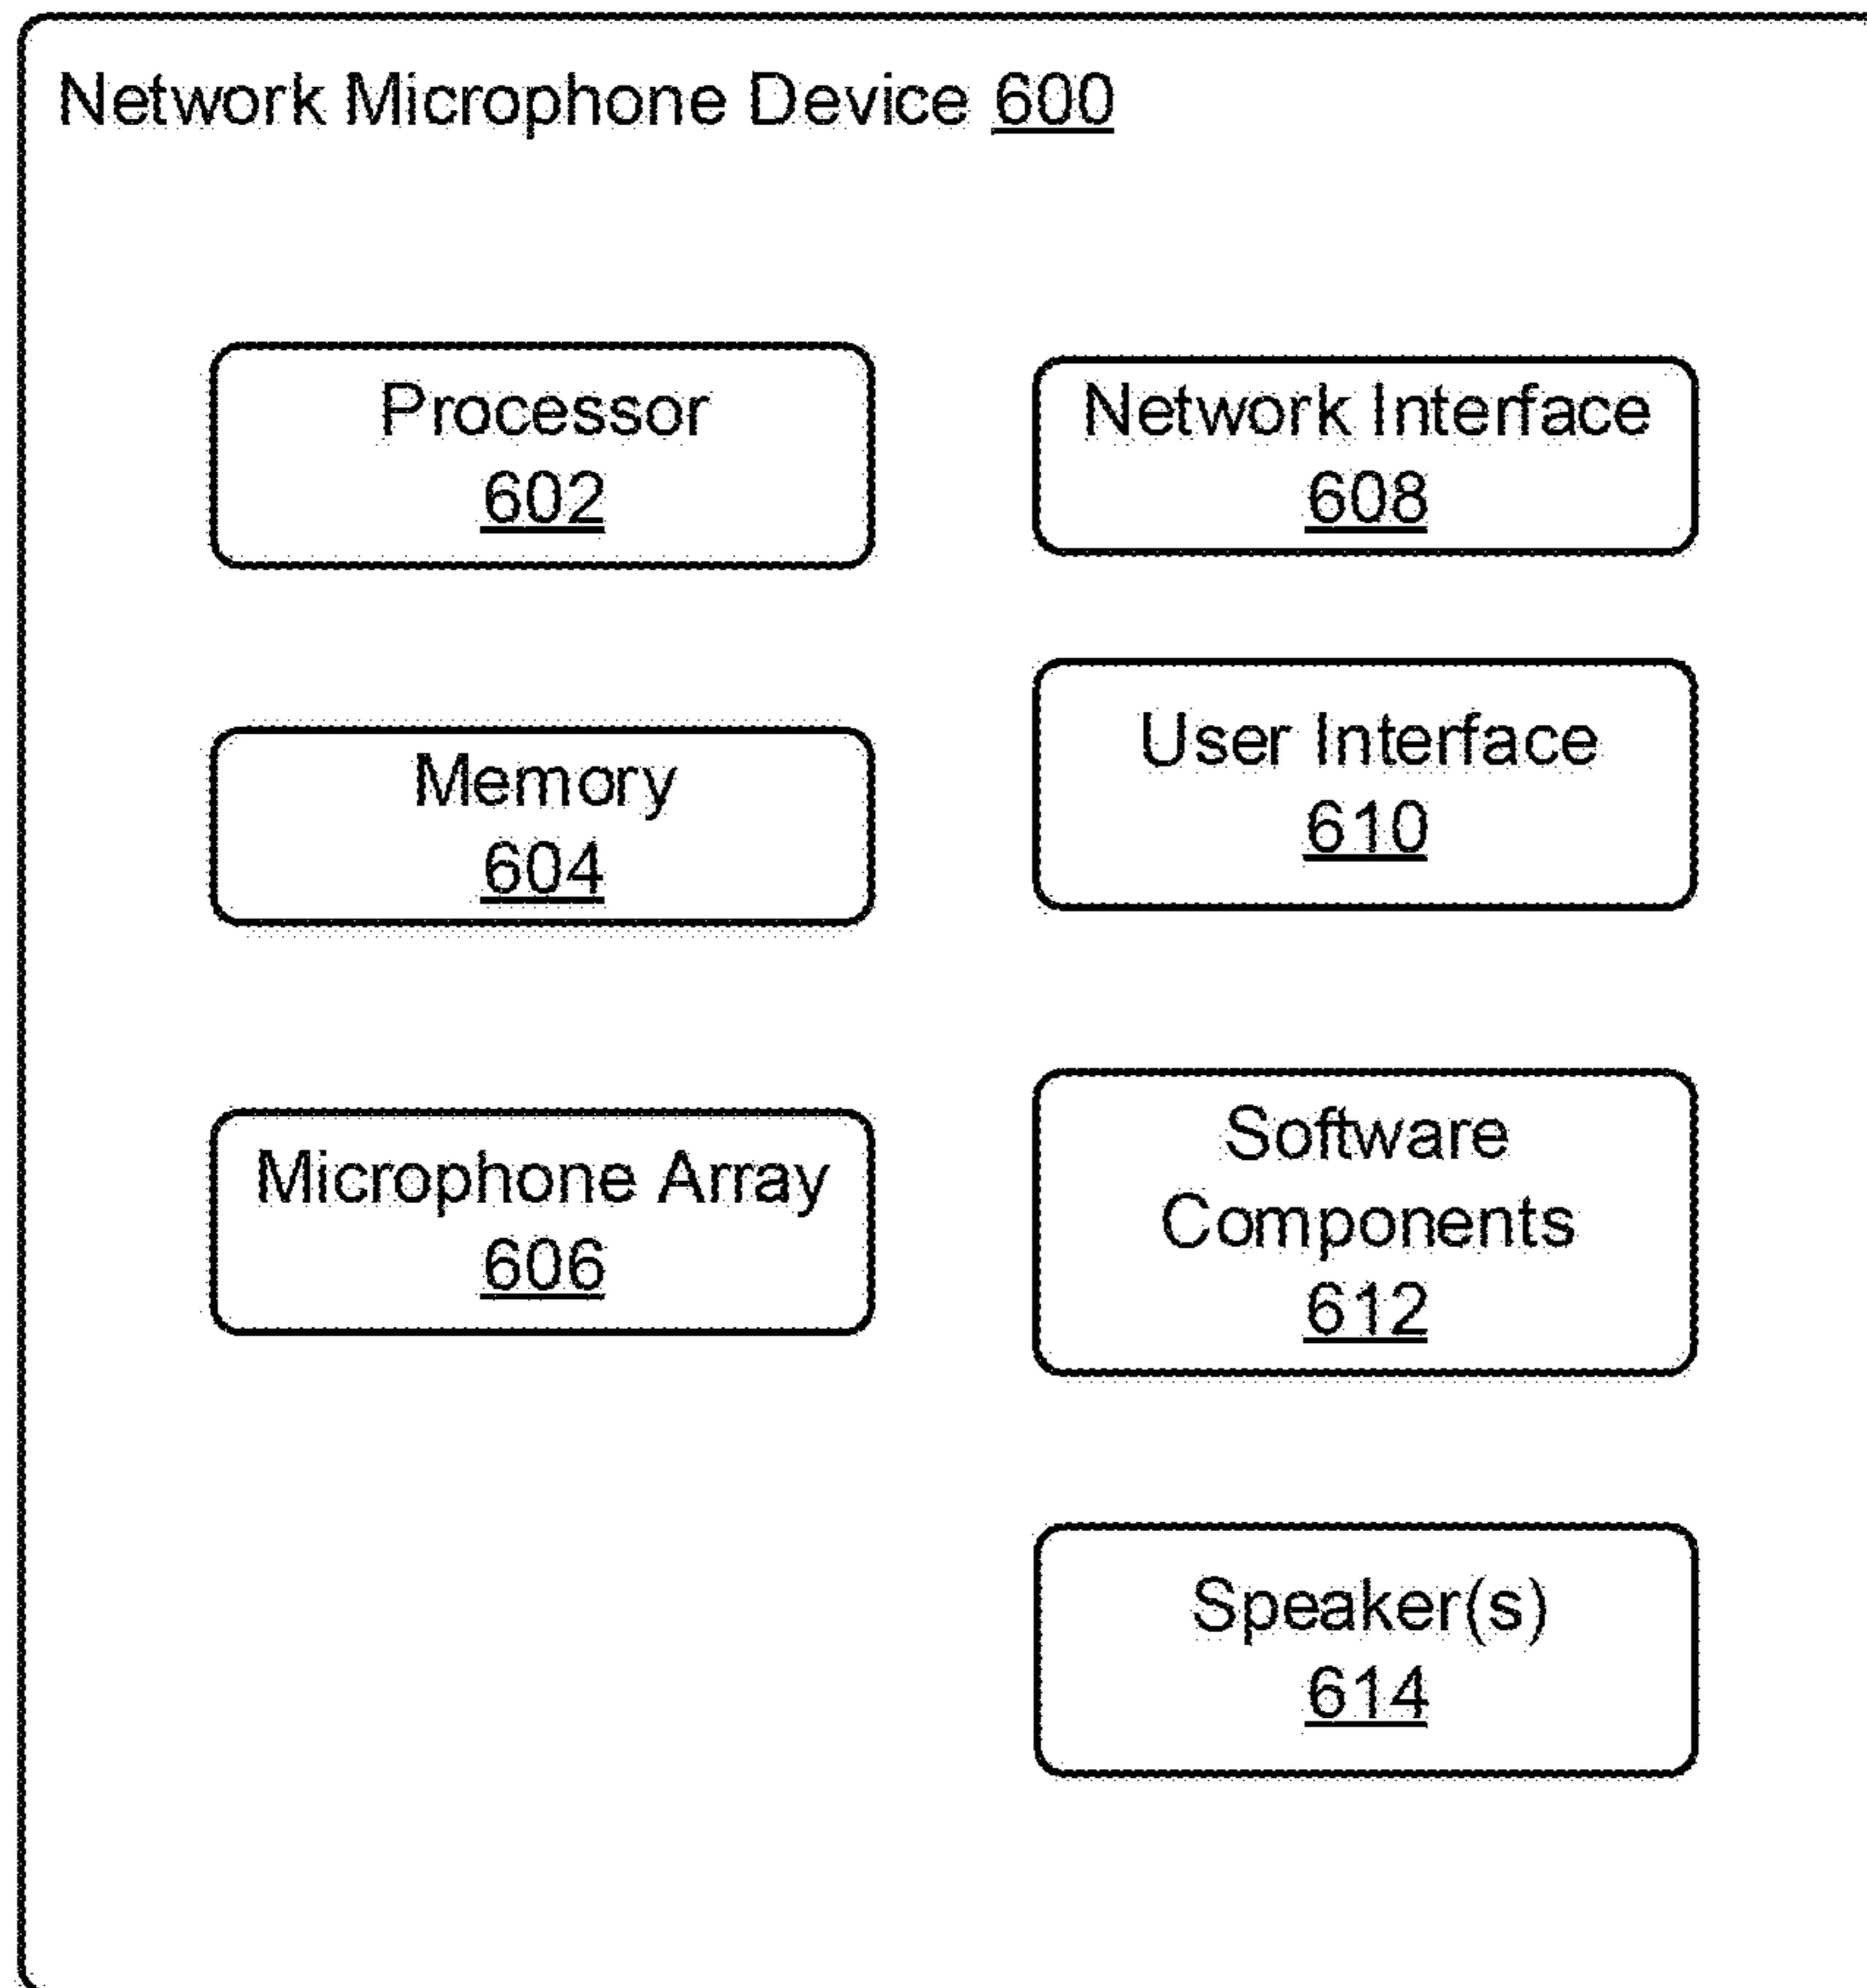 Network Microphone Device 600
Processor
602
Memory
604
Microphone Array
606
Network Interface
608
User Interface
610
Software
Components
612
Speaker(s)
614